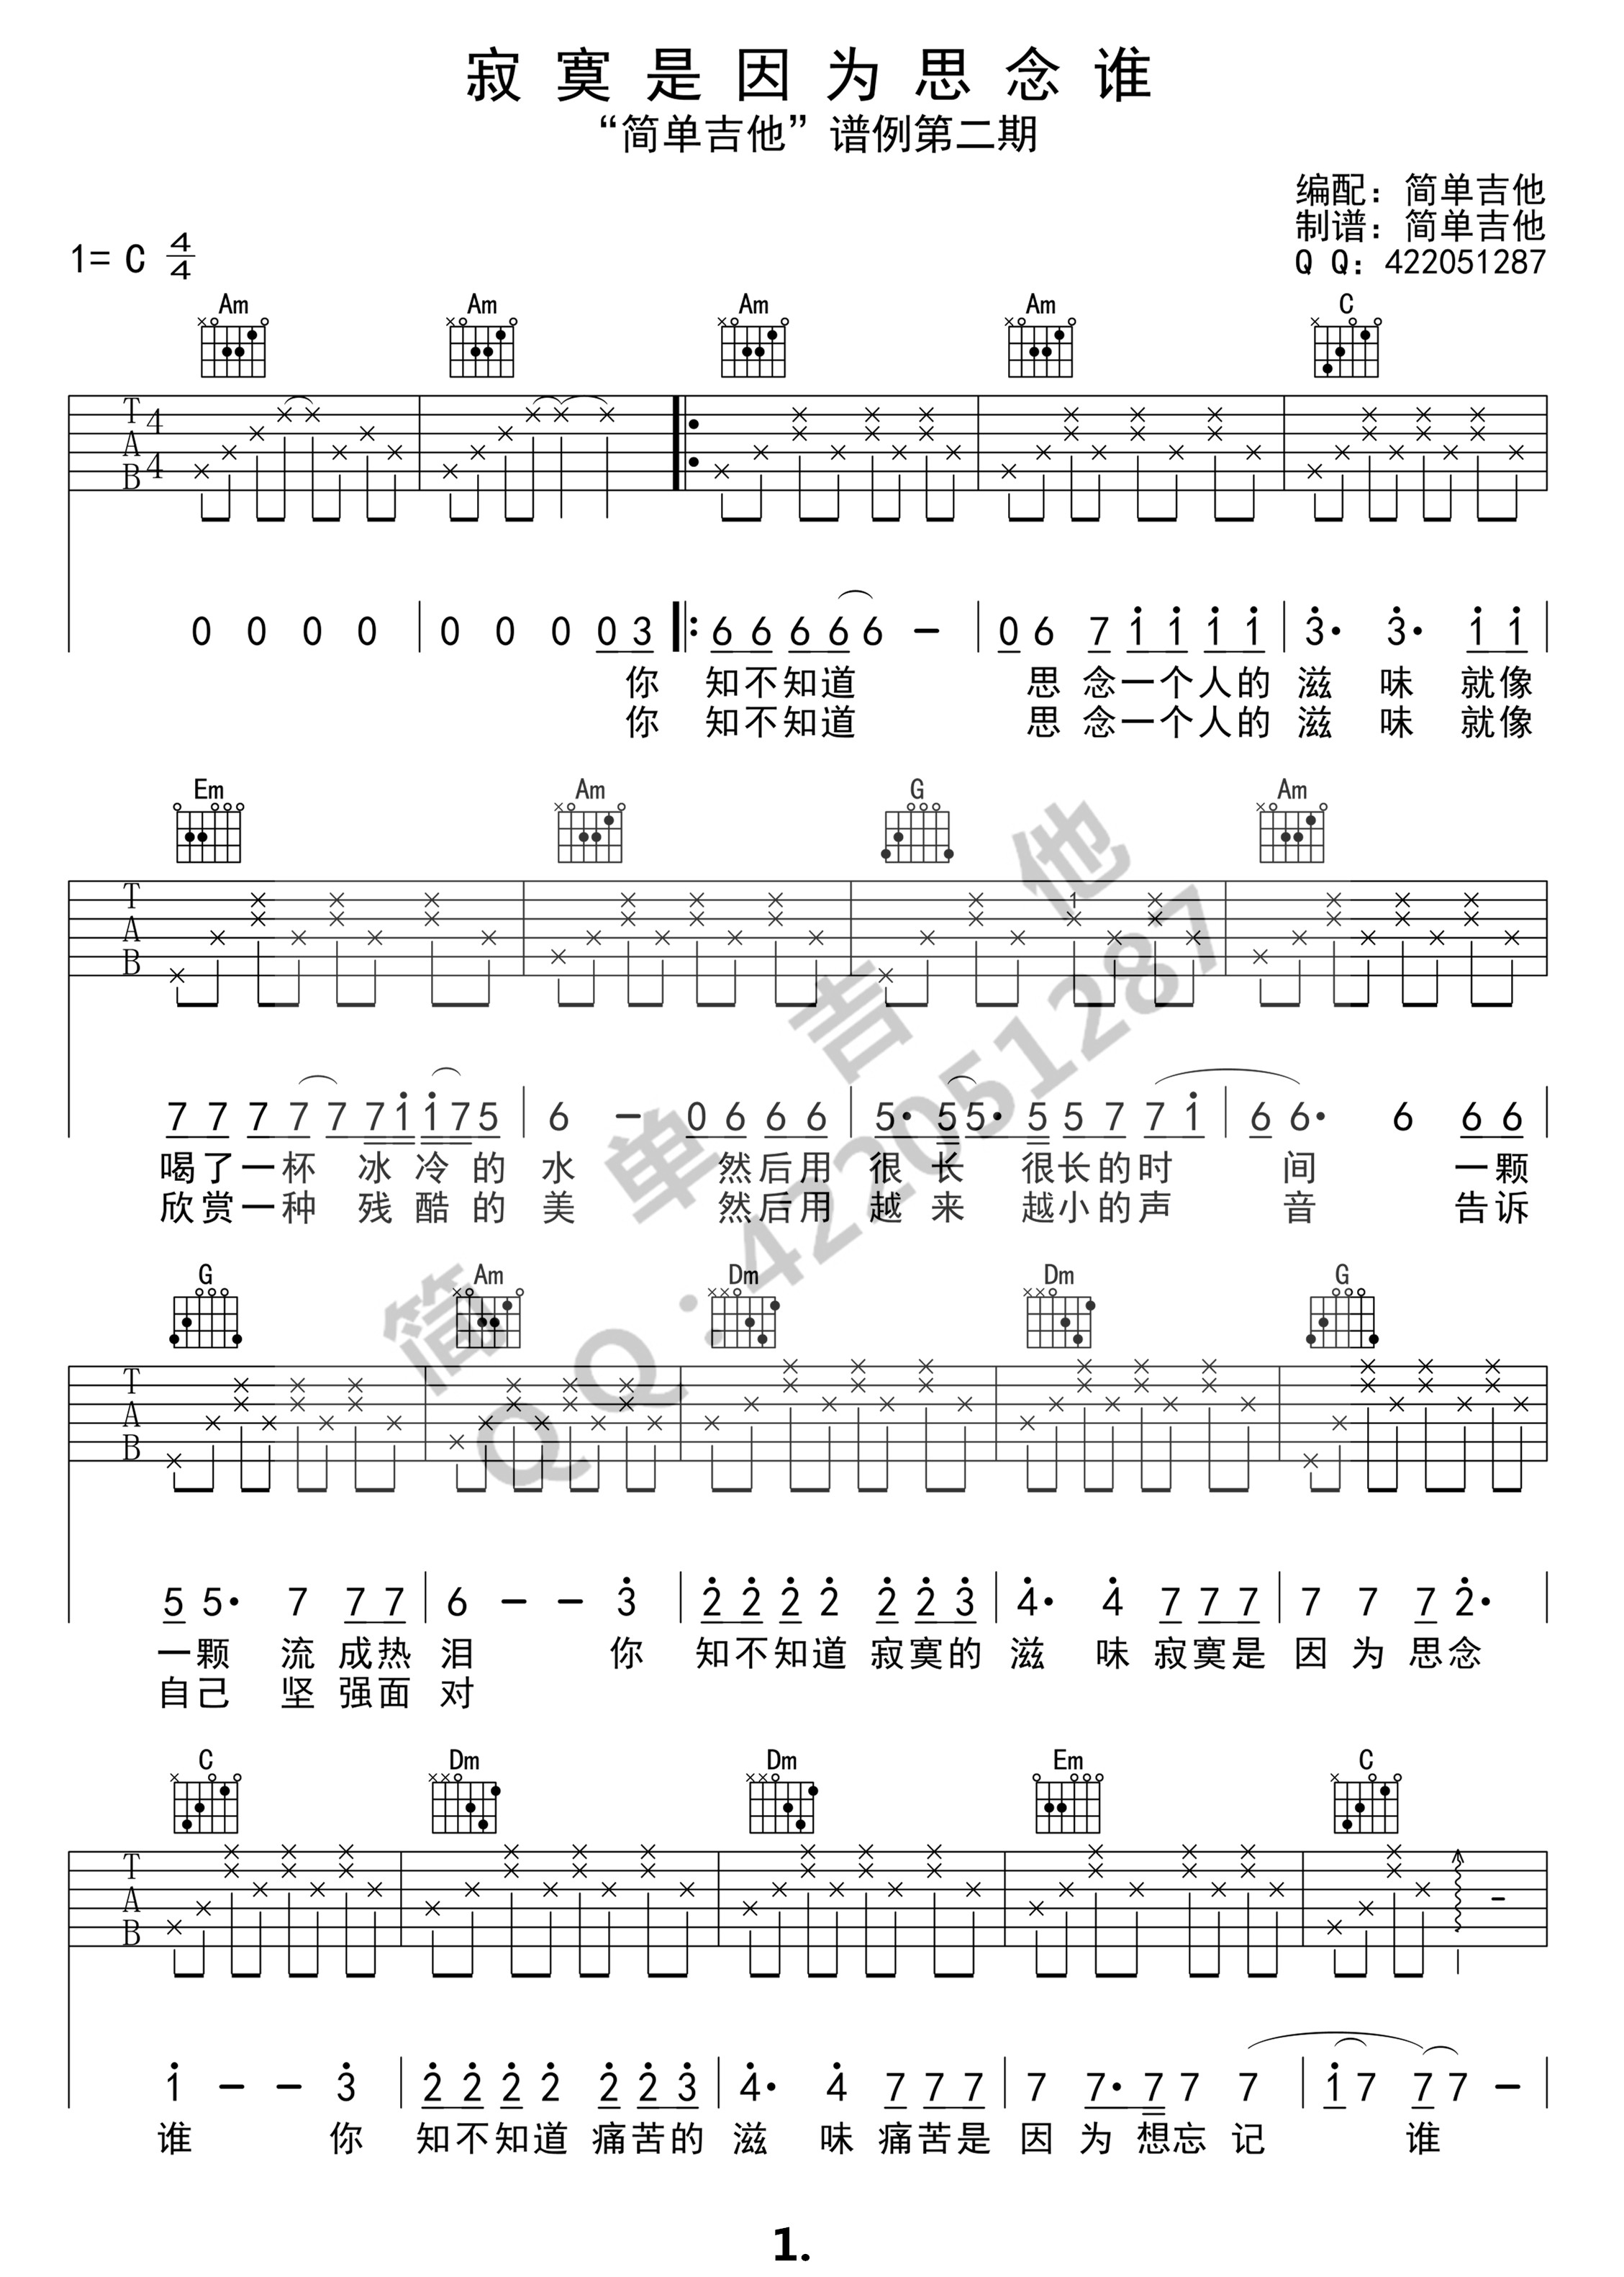 寂寞是因为思念谁
“简单吉他”谱例第二期
编配：简单吉他
制谱：简单吉他
1= C 4/4
Q Q：422051287
Am Am Am Am C
T A B 4 4
0 0 0 0 0 0 0 0 3 6 6 6 6 6 - 0 6 7 1 1 1 1 3· 3· 1 1
你 知不知道 思 念一个人的 滋 味 就像
你 知不知道 思 念一个人的 滋 味 就像
Em Am G Am
T A B 1
7 7 7 7 7 7 1 1 7 5 6 - 0 6 6 6 5· 5 5· 5 5 7 7 1 6 6· 6 6 6
喝了一杯 冰 冷 的 水 然后用 很 长 很长的时 间 一颗
欣赏一种 残 酷 的 美 然后用 越 来 越小的声 音 告诉
G Am Dm Dm G
T A B
5 5· 7 7 7 6 - - 3 2 2 2 2 2 2 3 4· 4 7 7 7 7 7 7 2·
一颗 流 成热 泪 你 知不知道 寂寞的 滋 味 寂寞是 因 为 思念
自己 坚 强面 对
C Dm Dm Em C
T A B -
1 - - 3 2 2 2 2 2 2 3 4· 4 7 7 7 7 7· 7 7 7 1 7 7 7 -
谁 你 知不知道 痛苦的 滋 味 痛苦是 因 为 想忘 记 谁
简单吉他
QQ：422051287
1.